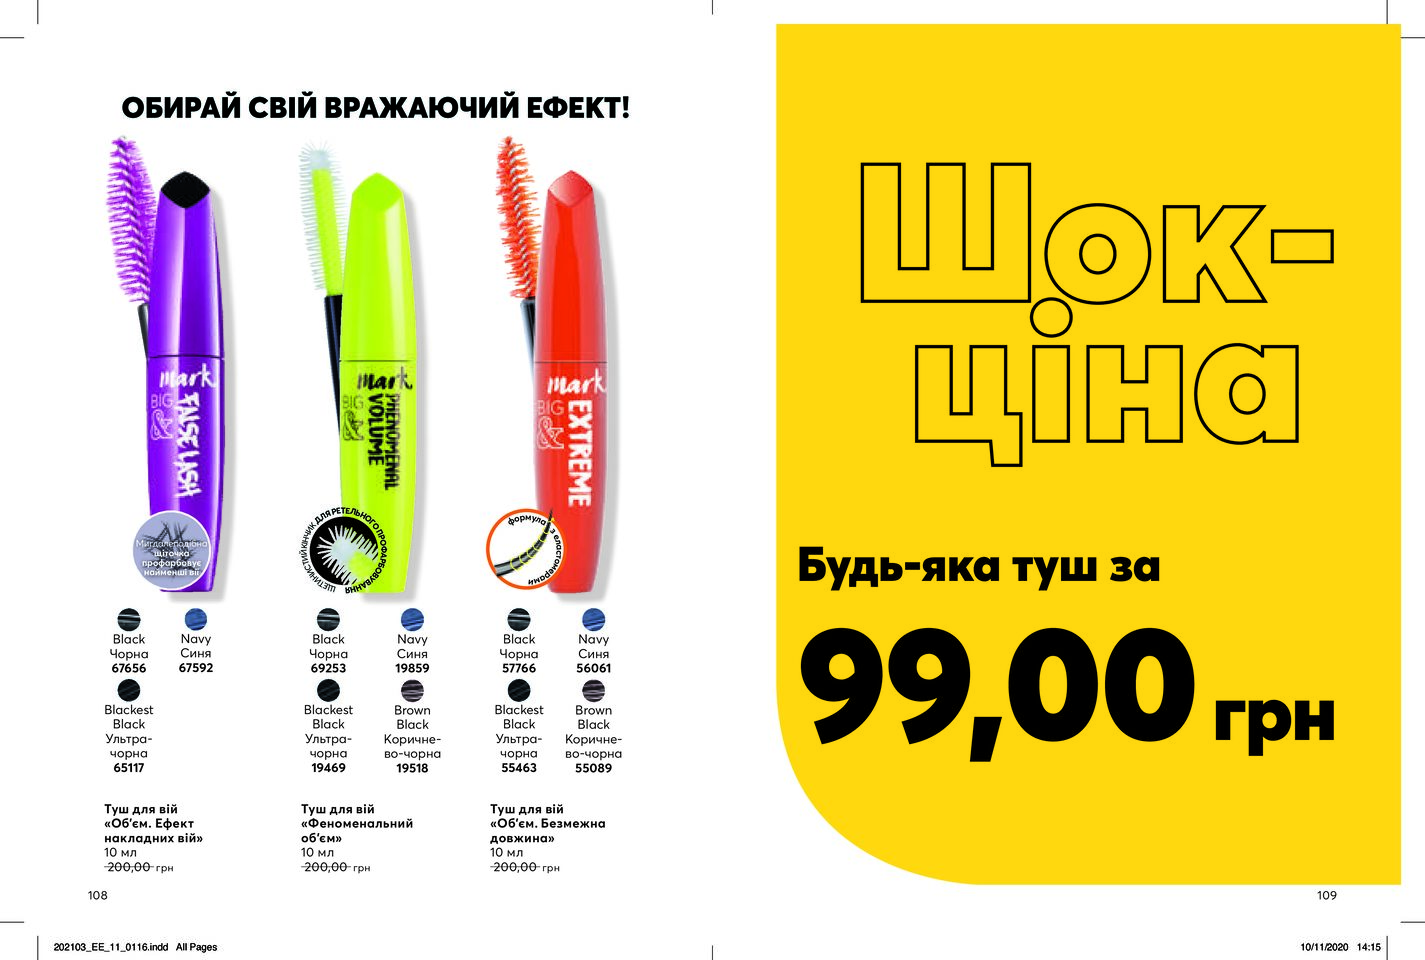 ОБИРАЙ СВІЙ ВРАЖАЮЧИЙ ЕФЕКТ!
mark.
BIG
&
FALSE LASH
Мигдалеподібна
щіточка
профарбовує
найменші вії
mark.
BIG
&
PHENOMENAL
VOLUME
ЩЕТИНИСТИЙ КІНЧИК ДЛЯ РЕТЕЛЬНОГО ПРОФАРБОВУВАННЯ
mark.
BIG
&
EXTREME
формула
з еластомерами
Black
Чорна
67656
Navy
Синя
67592
Blackest
Black
Ультра-
чорна
65117
Black
Чорна
69253
Navy
Синя
19859
Blackest
Black
Ультра-
чорна
19469
Brown
Black
Коричне-
во-чорна
19518
Black
Чорна
57766
Navy
Синя
56061
Blackest
Black
Ультра-
чорна
55463
Brown
Black
Коричне-
во-чорна
55089
Туш для вій
«Об’єм. Ефект
накладних вій»
10 мл
200,00 грн
Туш для вій
«Феноменальний
об’єм»
10 мл
200,00 грн
Туш для вій
«Об’єм. Безмежна
довжина»
10 мл
200,00 грн
108
Шок-
ціна
Будь-яка туш за
99,00 грн
109
202103_EE_11_0116.indd   All Pages
10/11/2020   14:15